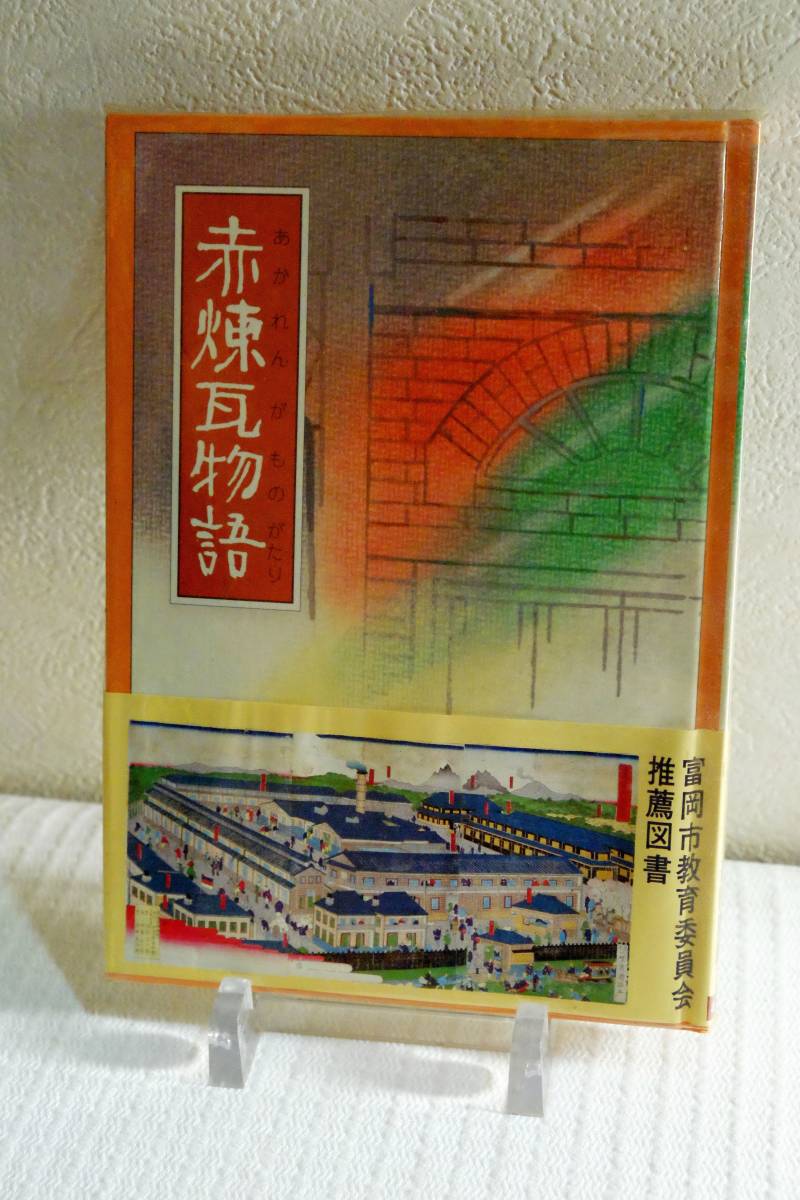 赤煉瓦物語
あかれんがものがたり
富岡市教育委員会
推薦図書